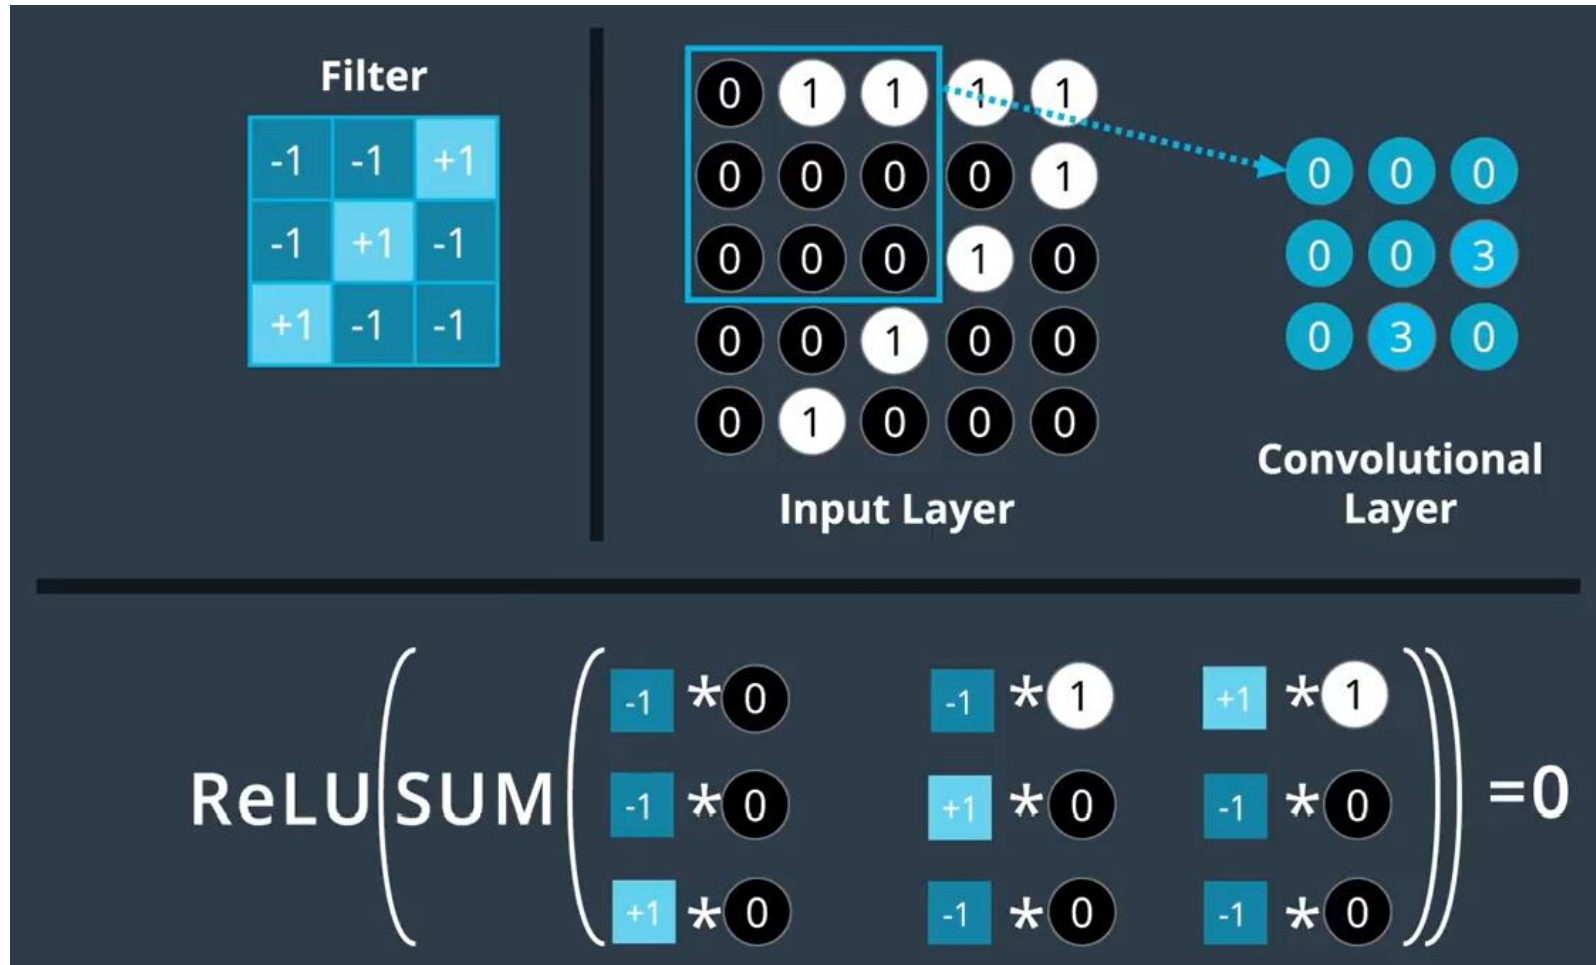 Filter
-1 -1 +1
-1 +1 -1
+1 -1 -1
0 1 1 1 1
0 0 0 0 1
0 0 0 1 0
0 0 1 0 0
0 1 0 0 0
Input Layer
0 0 0
0 0 3
0 3 0
Convolutional
Layer
-1 *0 -1 *1 +1 *1
ReLU(SUM( -1 *0 +1 *0 -1 *0 )) =0
+1 *0 -1 *0 -1 *0